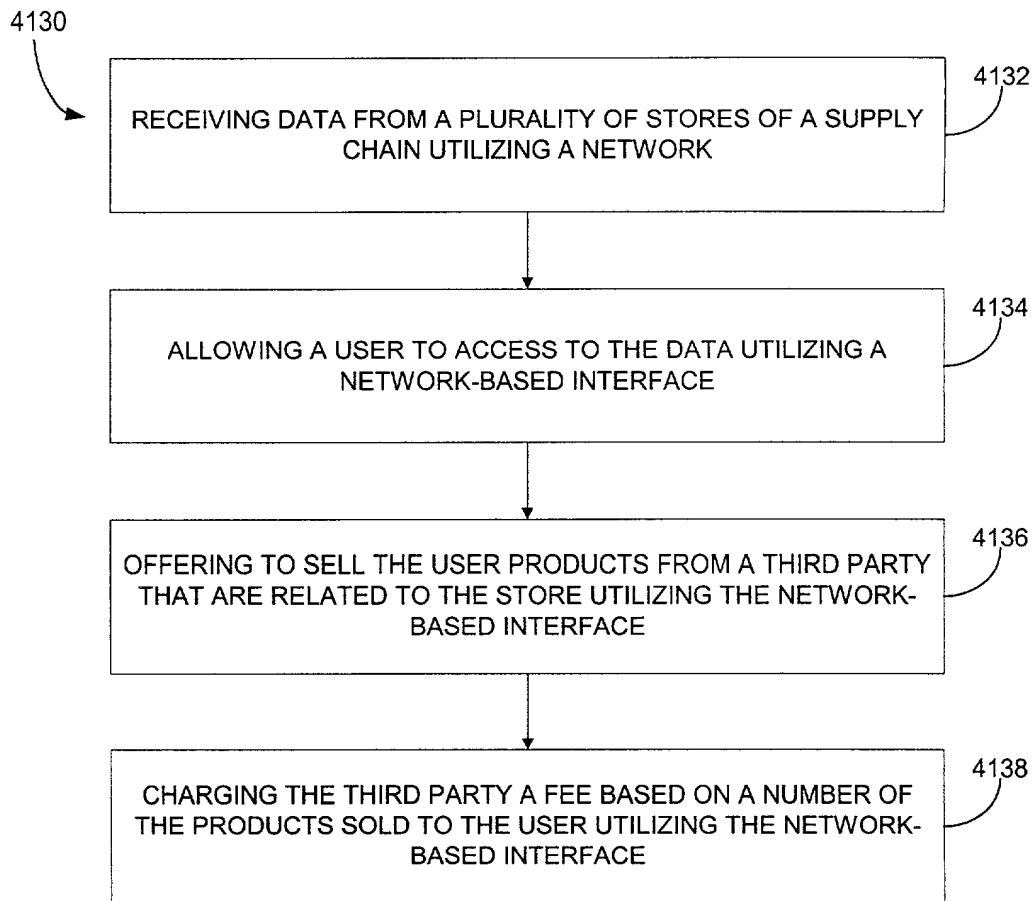 4130
4132
RECEIVING DATA FROM A PLURALITY OF STORES OF A SUPPLY
CHAIN UTILIZING A NETWORK
4134
ALLOWING A USER TO ACCESS TO THE DATA UTILIZING A
NETWORK-BASED INTERFACE
4136
OFFERING TO SELL THE USER PRODUCTS FROM A THIRD PARTY
THAT ARE RELATED TO THE STORE UTILIZING THE NETWORK-
BASED INTERFACE
4138
CHARGING THE THIRD PARTY A FEE BASED ON A NUMBER OF
THE PRODUCTS SOLD TO THE USER UTILIZING THE NETWORK-
BASED INTERFACE